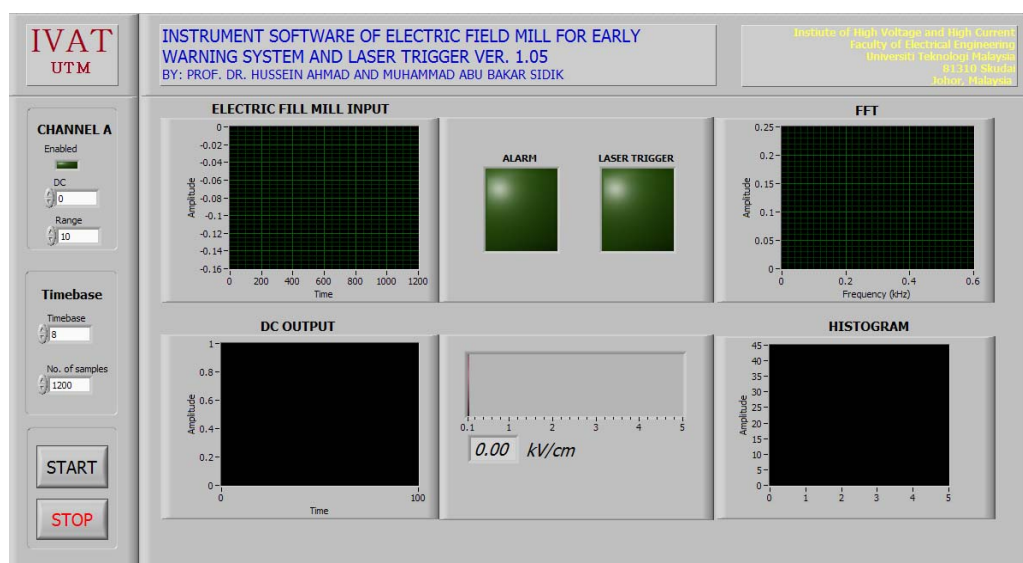 IVAT
UTM
INSTRUMENT SOFTWARE OF ELECTRIC FIELD MILL FOR EARLY
WARNING SYSTEM AND LASER TRIGGER VER. 1.05
BY: PROF. DR. HUSSEIN AHMAD AND MUHAMMAD ABU BAKAR SIDIK
Instiute of High Voltage and High Current
Faculty of Electrical Engineering
Universiti Teknologi Malaysia
81310 Skudai
Johor, Malaysia
CHANNEL A
Enabled
DC
0
Range
10
Timebase
Timebase
8
No. of samples
1200
START
STOP
ELECTRIC FILL MILL INPUT
Amplitude
0
-0.02
-0.04
-0.06
-0.08
-0.1
-0.12
-0.14
-0.16
0 200 400 600 800 1000 1200
Time
ALARM
LASER TRIGGER
FFT
Amplitude
0.25
0.2
0.15
0.1
0.05
0
0 0.2 0.4 0.6
Frequency (kHz)
DC OUTPUT
Amplitude
1
0.8
0.6
0.4
0.2
0
0 100
Time
0.1 1 2 3 4 5
0.00 kV/cm
HISTOGRAM
Amplitude
45
40
35
30
25
20
15
10
5
0
0 1 2 3 4 5